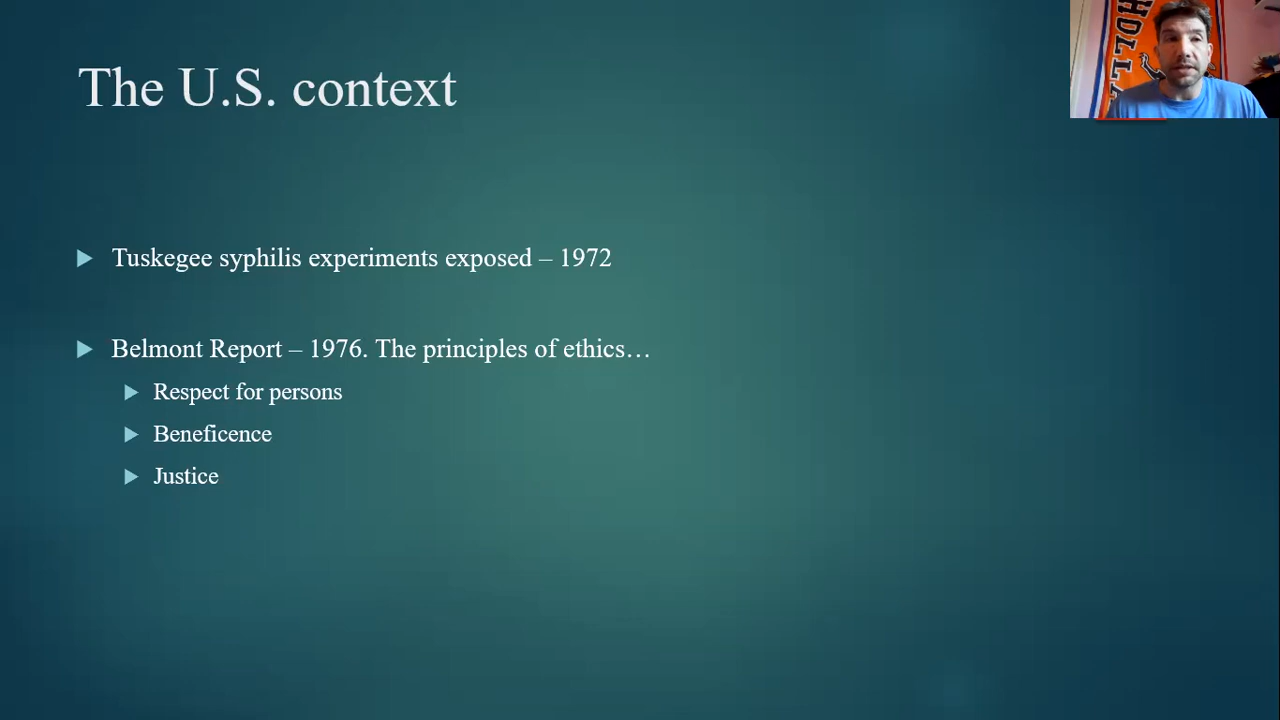 The U.S. context
Tuskegee syphilis experiments exposed – 1972
Belmont Report – 1976. The principles of ethics…
Respect for persons
Beneficence
Justice
HOLLA